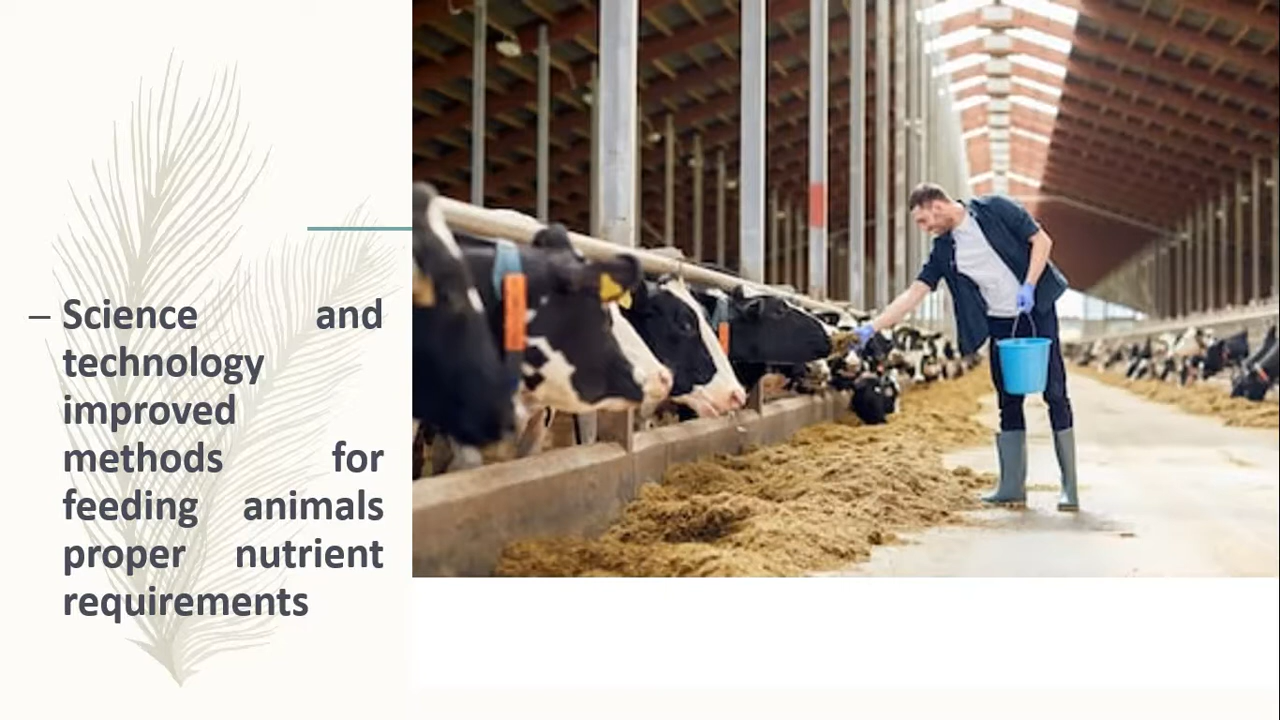 – Science and
technology
improved
methods for
feeding animals
proper nutrient
requirements